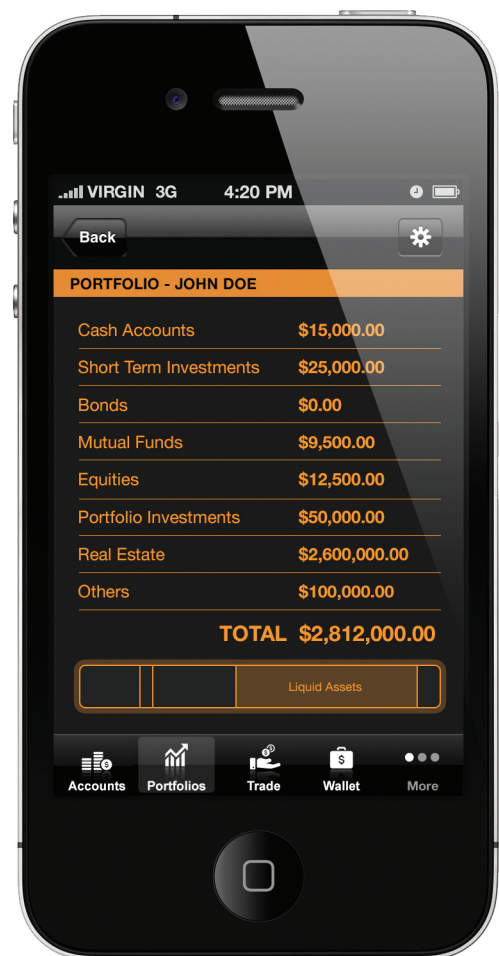 VIRGIN 3G 4:20 PM
Back
PORTFOLIO - JOHN DOE
Cash Accounts $15,000.00
Short Term Investments $25,000.00
Bonds $0.00
Mutual Funds $9,500.00
Equities $12,500.00
Portfolio Investments $50,000.00
Real Estate $2,600,000.00
Others $100,000.00
TOTAL $2,812,000.00
Liquid Assets
Accounts Portfolios Trade Wallet More